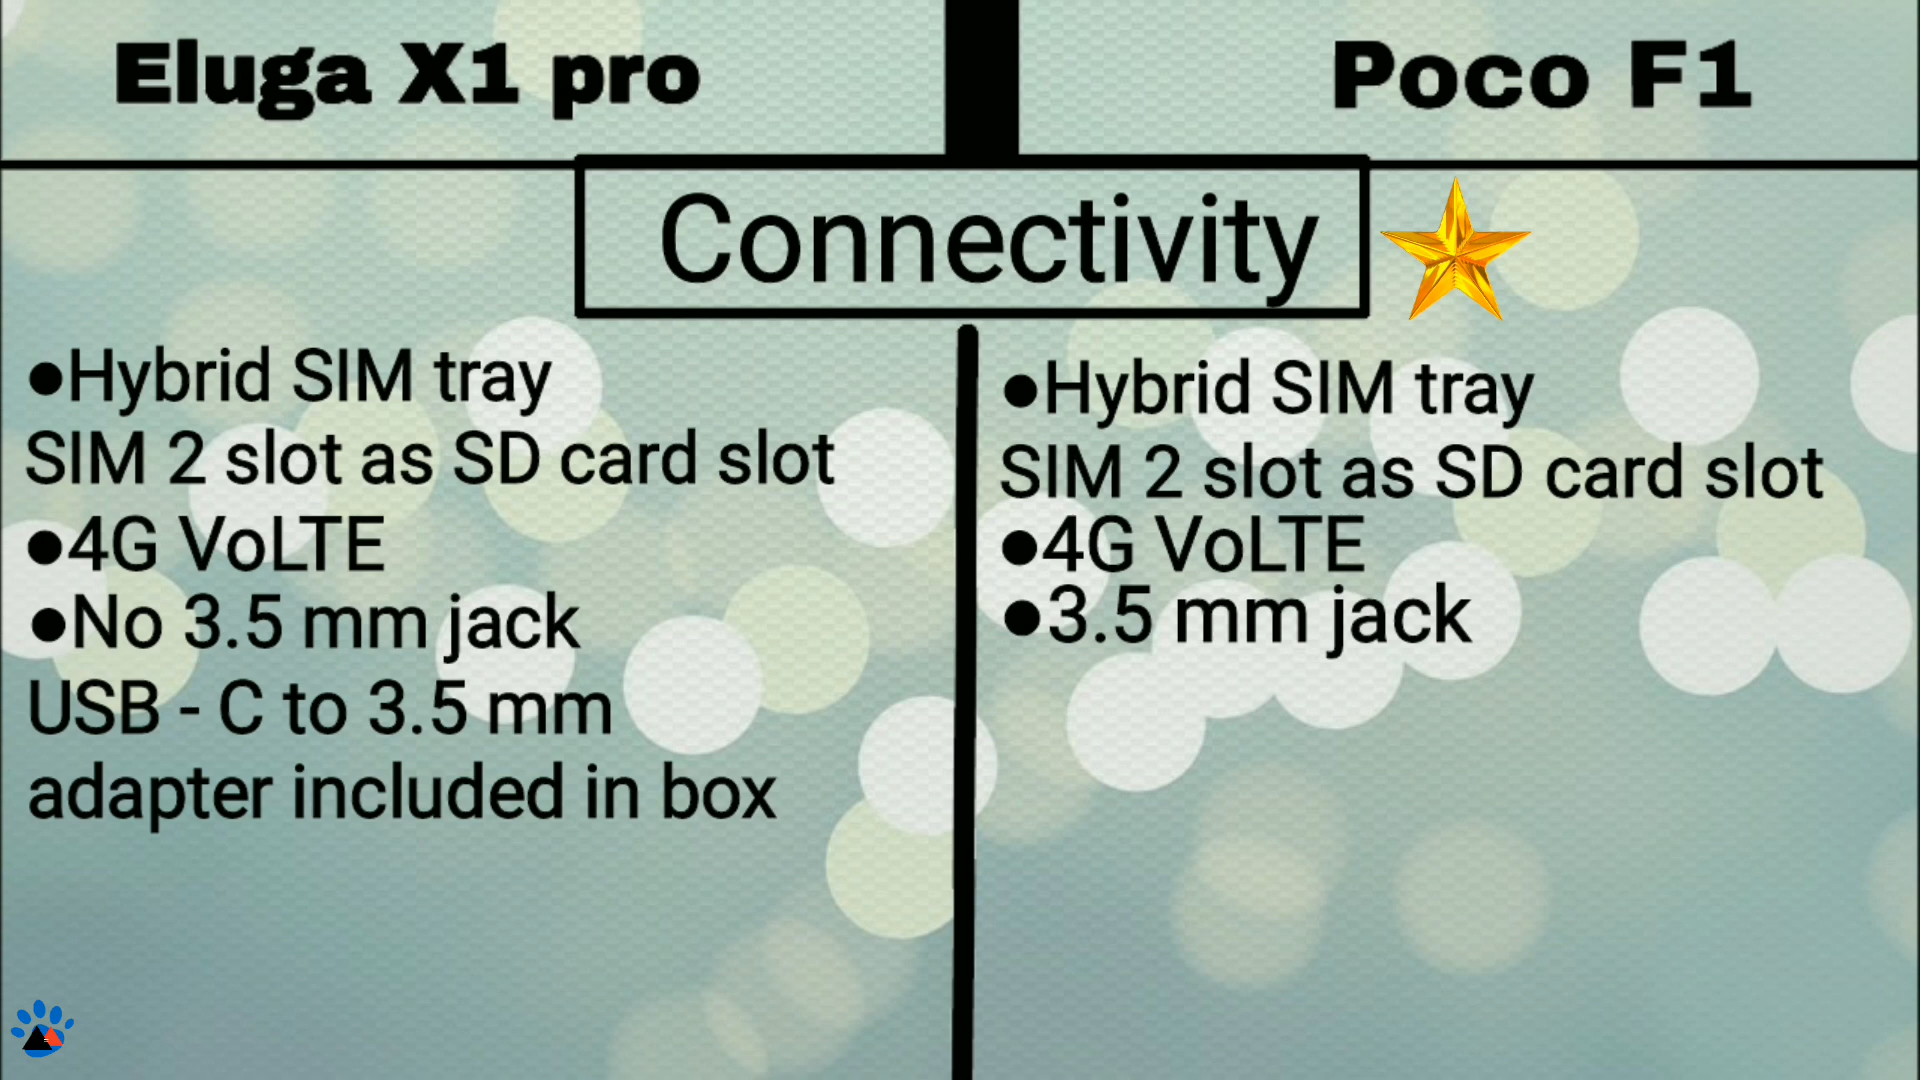 Eluga X1 pro
Poco F1
Connectivity
●Hybrid SIM tray
SIM 2 slot as SD card slot
●4G VoLTE
●No 3.5 mm jack
USB - C to 3.5 mm
adapter included in box
●Hybrid SIM tray
SIM 2 slot as SD card slot
●4G VoLTE
●3.5 mm jack